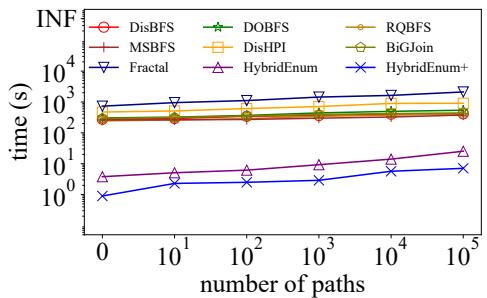 INF
DisBFS DOBFS RQBFS
MSBFS DisHPI BiGJoin
Fractal HybridEnum HybridEnum+
10^4
10^3
10^2
10^1
10^0
time (s)
0 10^1 10^2 10^3 10^4 10^5
number of paths